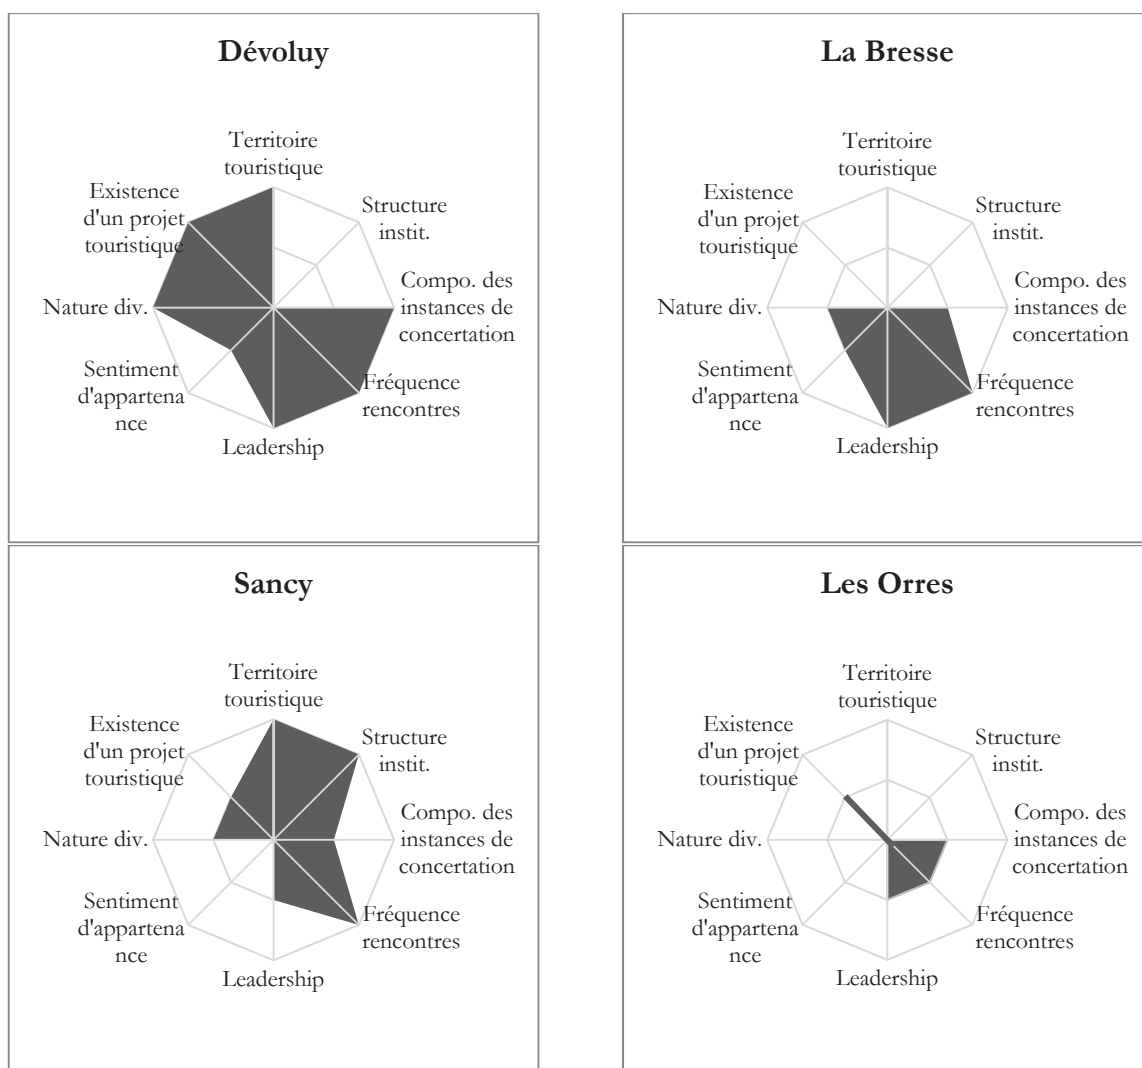 Dévoluy
Territoire
touristique
Structure
instit.
Compo. des
instances de
concertation
Fréquence
rencontres
Leadership
Sentiment
d'appartena
nce
Nature div.
Existence
d'un projet
touristique
La Bresse
Territoire
touristique
Structure
instit.
Compo. des
instances de
concertation
Fréquence
rencontres
Leadership
Sentiment
d'appartena
nce
Nature div.
Existence
d'un projet
touristique
Sancy
Territoire
touristique
Structure
instit.
Compo. des
instances de
concertation
Fréquence
rencontres
Leadership
Sentiment
d'appartena
nce
Nature div.
Existence
d'un projet
touristique
Les Orres
Territoire
touristique
Structure
instit.
Compo. des
instances de
concertation
Fréquence
rencontres
Leadership
Sentiment
d'appartena
nce
Nature div.
Existence
d'un projet
touristique